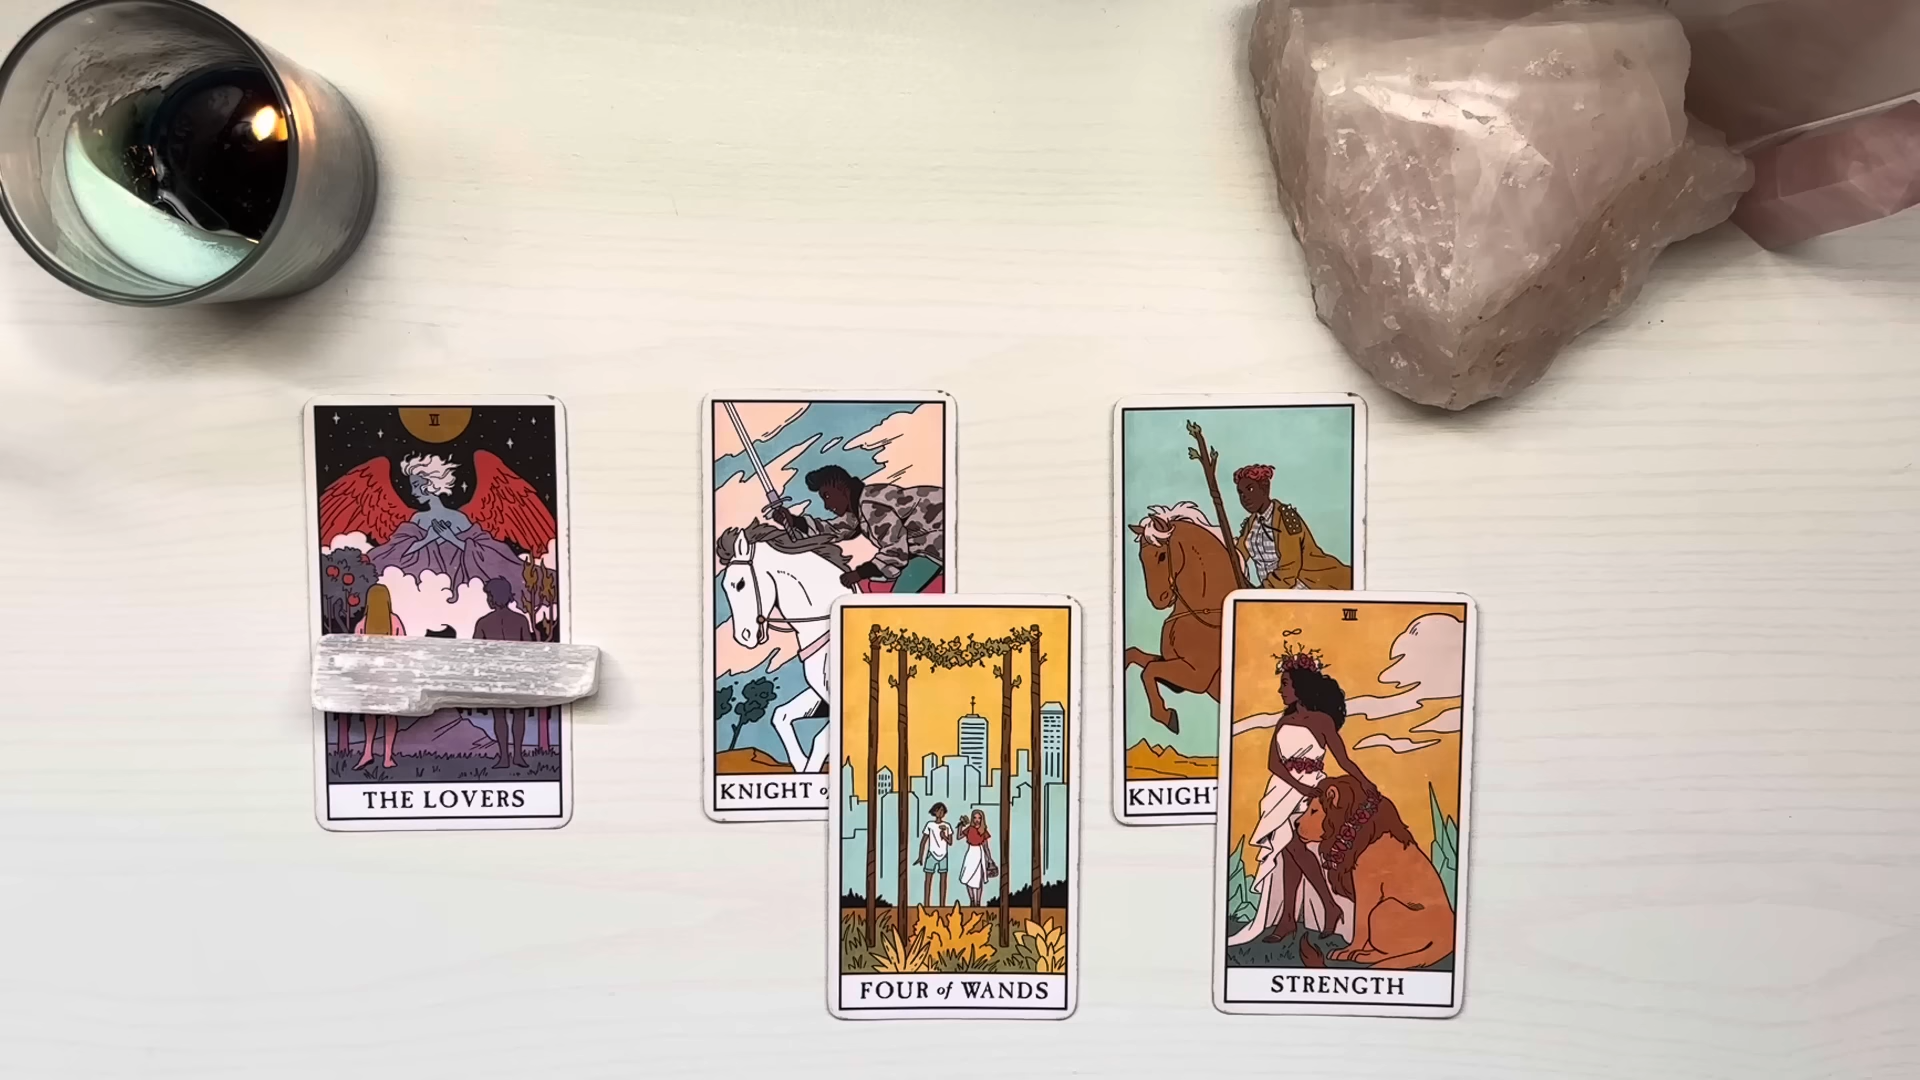 VI
THE LOVERS
KNIGHT
FOUR of WANDS
KNIGHT
VIII
STRENGTH